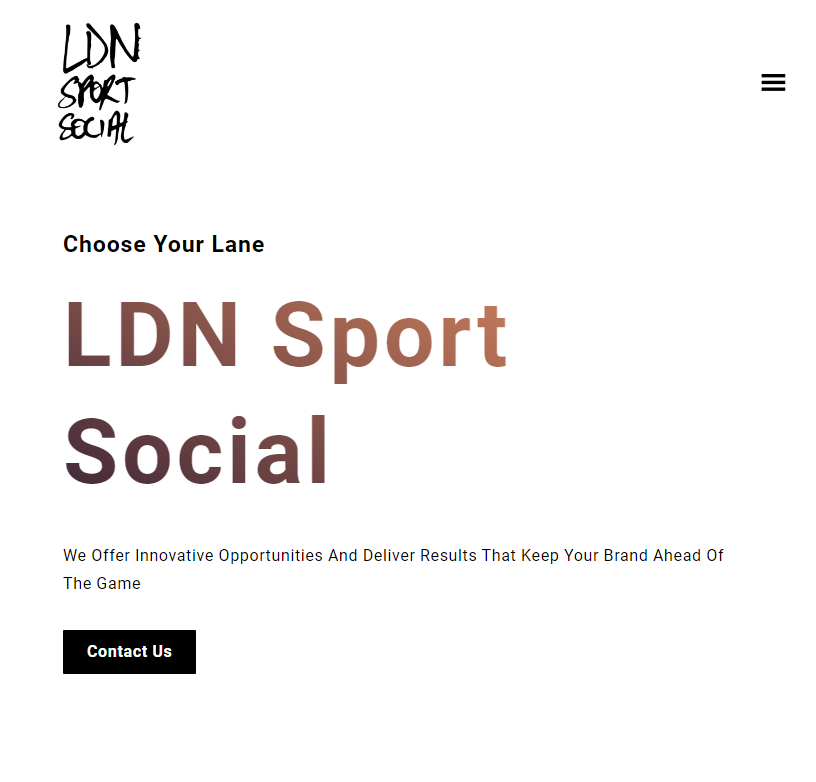 LDN
SPORT
SOCIAL
Choose Your Lane
LDN Sport
Social
We Offer Innovative Opportunities And Deliver Results That Keep Your Brand Ahead Of
The Game
Contact Us